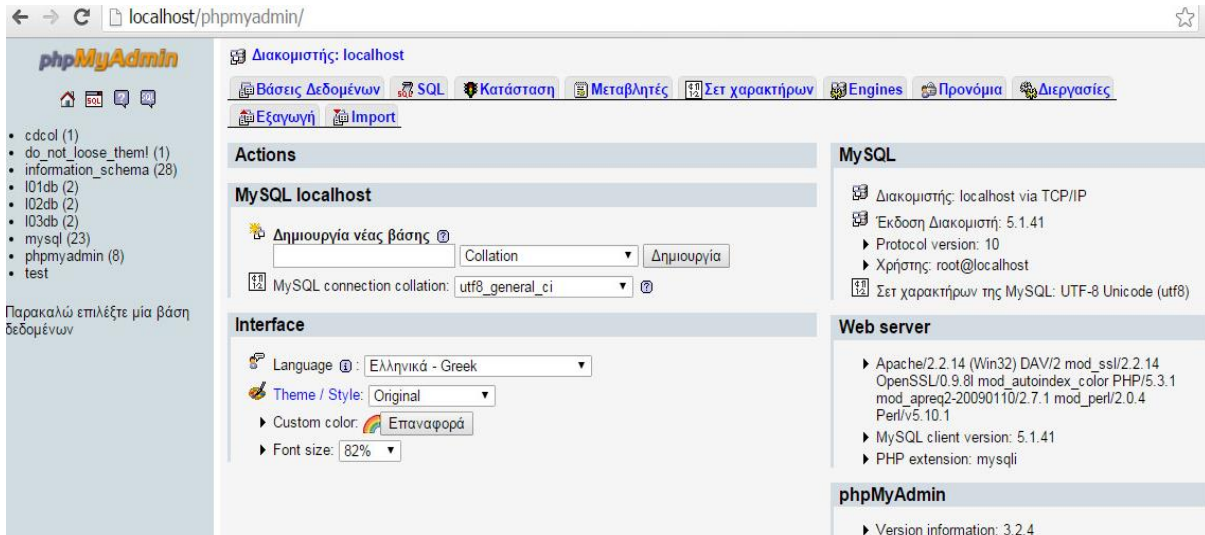 localhost/phpmyadmin/
phpMyAdmin
SQL
cdcol (1)
do_not_loose_them! (1)
information_schema (28)
l01db (2)
l02db (2)
l03db (2)
mysql (23)
phpmyadmin (8)
test
Παρακαλώ επιλέξτε μία βάση
δεδομένων
Διακομιστής: localhost
Βάσεις Δεδομένων SQL Κατάσταση Μεταβλητές Σετ χαρακτήρων Engines Προνόμια Διεργασίες
Εξαγωγή Import
Actions
MySQL localhost
Δημιουργία νέας βάσης
Collation Δημιουργία
MySQL connection collation: utf8_general_ci
Interface
Language : Ελληνικά - Greek
Theme / Style: Original
Custom color: Επαναφορά
Font size: 82%
MySQL
Διακομιστής: localhost via TCP/IP
Έκδοση Διακομιστή: 5.1.41
Protocol version: 10
Χρήστης: root@localhost
Σετ χαρακτήρων της MySQL: UTF-8 Unicode (utf8)
Web server
Apache/2.2.14 (Win32) DAV/2 mod_ssl/2.2.14
OpenSSL/0.9.8l mod_autoindex_color PHP/5.3.1
mod_apreq2-20090110/2.7.1 mod_perl/2.0.4
Perl/v5.10.1
MySQL client version: 5.1.41
PHP extension: mysqli
phpMyAdmin
Version information: 3.2.4